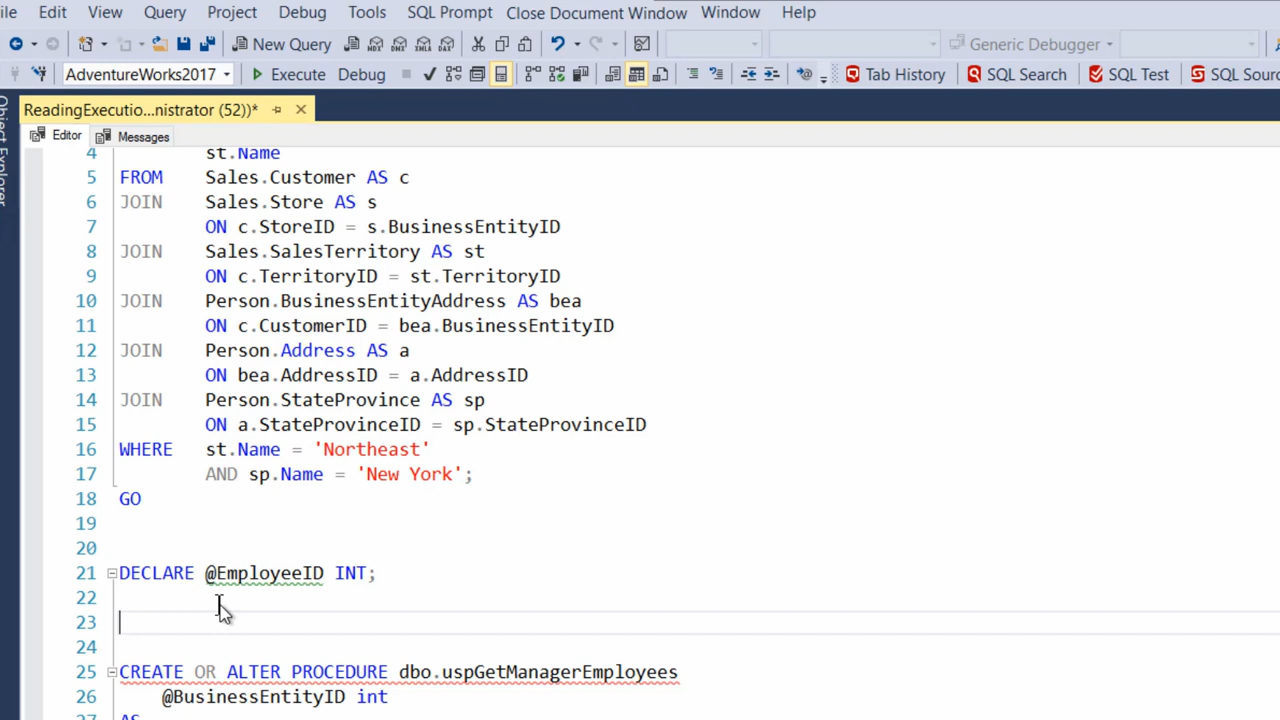 ile Edit View Query Project Debug Tools SQL Prompt Close Document Window Window Help
New Query Generic Debugger
AdventureWorks2017 Execute Debug Tab History SQL Search SQL Test SQL Sourc
ReadingExecutio...nistrator (52))*
Editor Messages
Object Explorer
4 st.Name
5 FROM Sales.Customer AS c
6 JOIN Sales.Store AS s
7 ON c.StoreID = s.BusinessEntityID
8 JOIN Sales.SalesTerritory AS st
9 ON c.TerritoryID = st.TerritoryID
10 JOIN Person.BusinessEntityAddress AS bea
11 ON c.CustomerID = bea.BusinessEntityID
12 JOIN Person.Address AS a
13 ON bea.AddressID = a.AddressID
14 JOIN Person.StateProvince AS sp
15 ON a.StateProvinceID = sp.StateProvinceID
16 WHERE st.Name = 'Northeast'
17 AND sp.Name = 'New York';
18 GO
19
20
21 DECLARE @EmployeeID INT;
22
23
24
25 CREATE OR ALTER PROCEDURE dbo.uspGetManagerEmployees
26 @BusinessEntityID int
27 AS